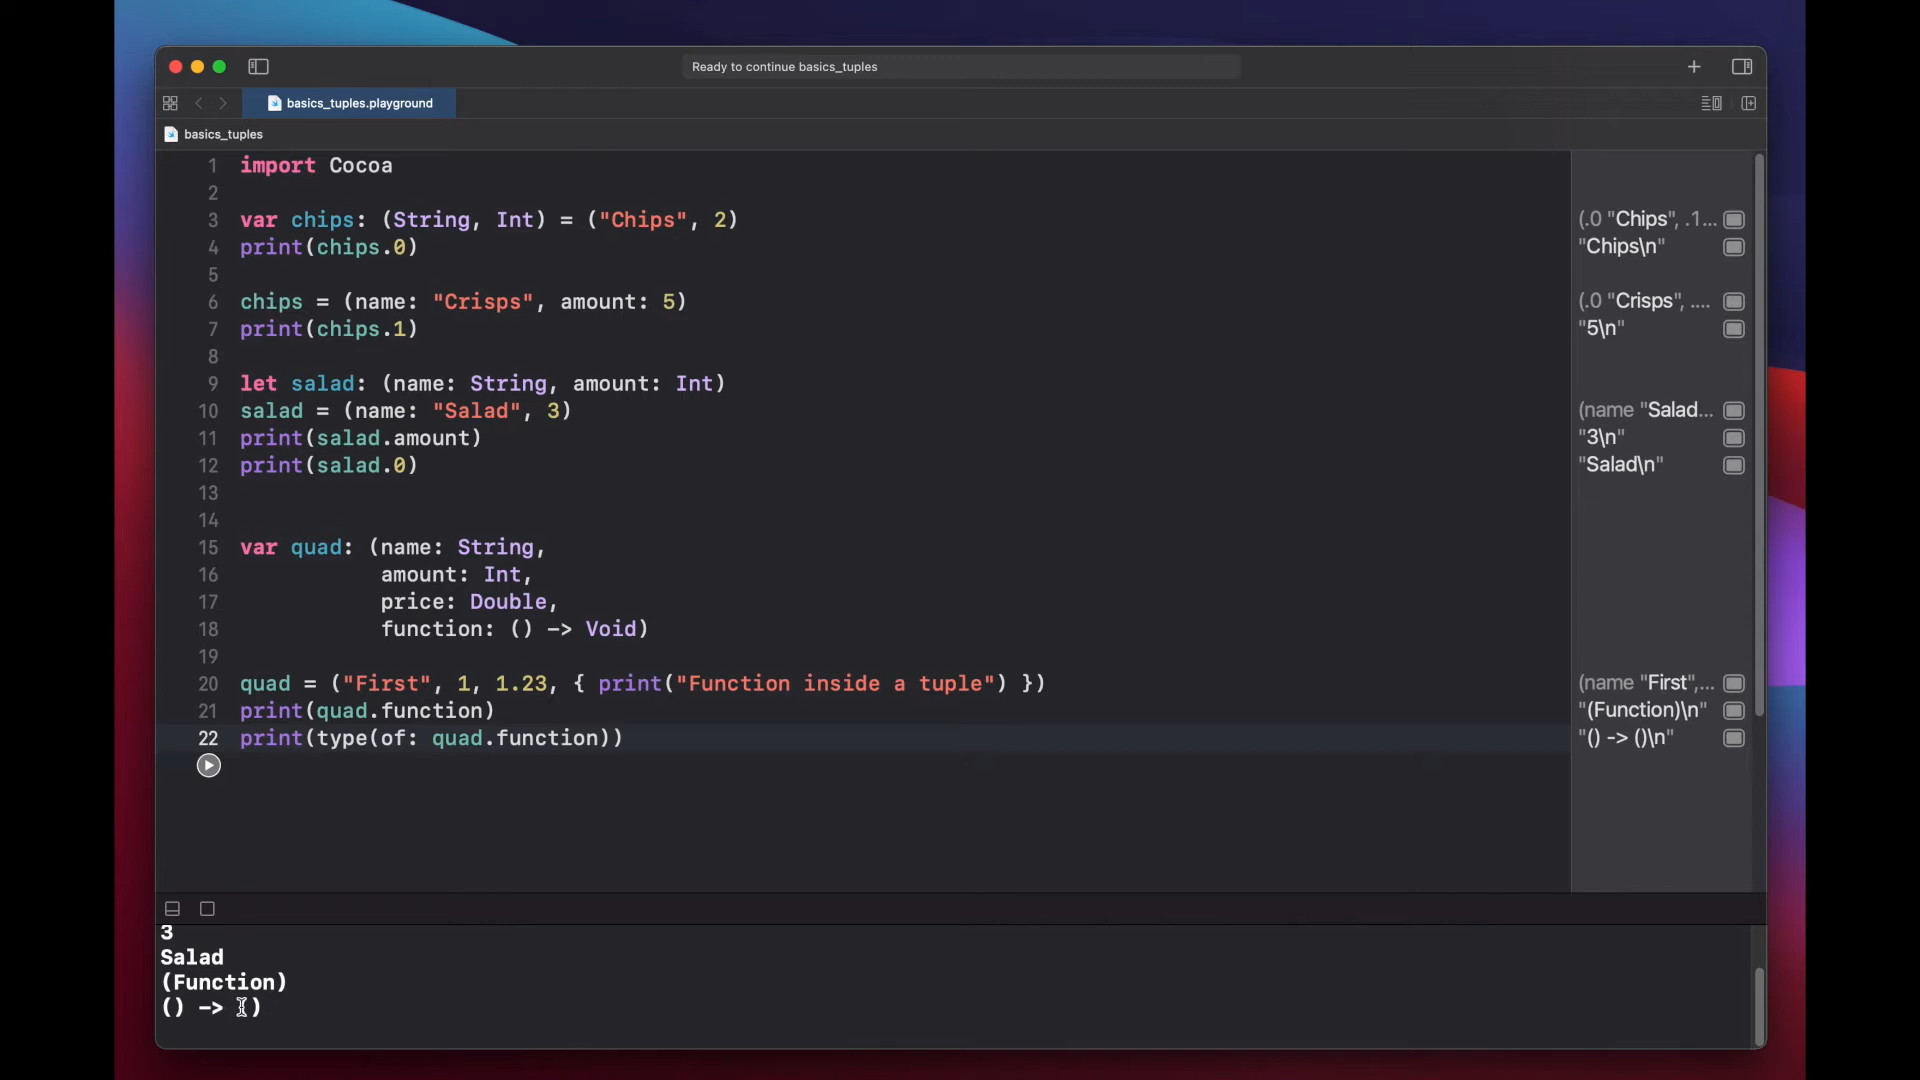 Ready to continue basics_tuples
basics_tuples.playground
basics_tuples
1 import Cocoa
2
3 var chips: (String, Int) = ("Chips", 2)
4 print(chips.0)
5
6 chips = (name: "Crisps", amount: 5)
7 print(chips.1)
8
9 let salad: (name: String, amount: Int)
10 salad = (name: "Salad", 3)
11 print(salad.amount)
12 print(salad.0)
13
14
15 var quad: (name: String,
16 amount: Int,
17 price: Double,
18 function: () -> Void)
19
20 quad = ("First", 1, 1.23, { print("Function inside a tuple") })
21 print(quad.function)
22 print(type(of: quad.function))
(.0 "Chips", .1...
"Chips\n"
(.0 "Crisps", ....
"5\n"
(name "Salad...
"3\n"
"Salad\n"
(name "First",...
"(Function)\n"
"() -> ()\n"
3
Salad
(Function)
() -> ()